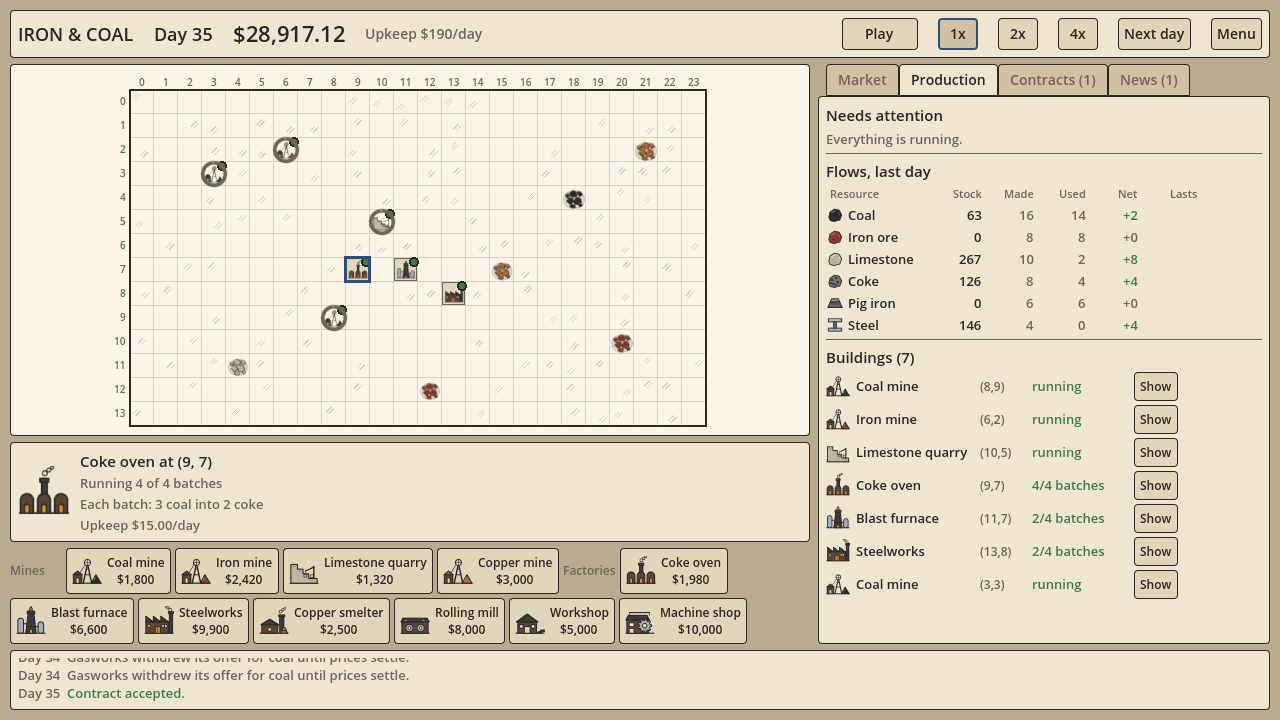 IRON & COAL Day 35 $28,917.12 Upkeep $190/day Play 1x 2x 4x Next day Menu
0 1 2 3 4 5 6 7 8 9 10 11 12 13 14 15 16 17 18 19 20 21 22 23
0
1
2
3
4
5
6
7
8
9
10
11
12
13
Coke oven at (9, 7)
Running 4 of 4 batches
Each batch: 3 coal into 2 coke
Upkeep $15.00/day
Mines
Coal mine
$1,800
Iron mine
$2,420
Limestone quarry
$1,320
Copper mine
$3,000
Factories
Coke oven
$1,980
Blast furnace
$6,600
Steelworks
$9,900
Copper smelter
$2,500
Rolling mill
$8,000
Workshop
$5,000
Machine shop
$10,000
Market Production Contracts (1) News (1)
Needs attention
Everything is running.
Flows, last day
Resource Stock Made Used Net Lasts
Coal 63 16 14 +2
Iron ore 0 8 8 +0
Limestone 267 10 2 +8
Coke 126 8 4 +4
Pig iron 0 6 6 +0
Steel 146 4 0 +4
Buildings (7)
Coal mine (8,9) running Show
Iron mine (6,2) running Show
Limestone quarry (10,5) running Show
Coke oven (9,7) 4/4 batches Show
Blast furnace (11,7) 2/4 batches Show
Steelworks (13,8) 2/4 batches Show
Coal mine (3,3) running Show
Day 34 Gasworks withdrew its offer for coal until prices settle.
Day 34 Gasworks withdrew its offer for coal until prices settle.
Day 35 Contract accepted.